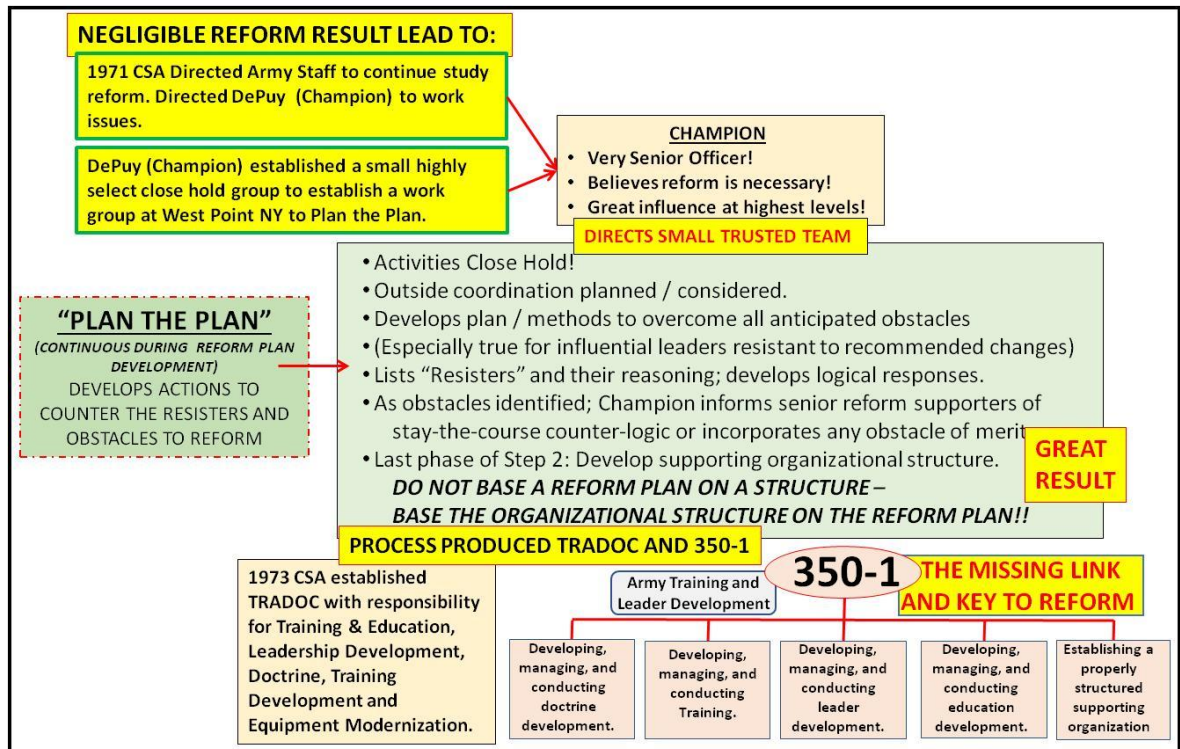 NEGLIGIBLE REFORM RESULT LEAD TO:
1971 CSA Directed Army Staff to continue study
reform. Directed DePuy (Champion) to work
issues.
DePuy (Champion) established a small highly
select close hold group to establish a work
group at West Point NY to Plan the Plan.
CHAMPION
• Very Senior Officer!
• Believes reform is necessary!
• Great influence at highest levels!
DIRECTS SMALL TRUSTED TEAM
"PLAN THE PLAN"
(CONTINUOUS DURING REFORM PLAN
DEVELOPMENT)
DEVELOPS ACTIONS TO
COUNTER THE RESISTERS AND
OBSTACLES TO REFORM
• Activities Close Hold!
• Outside coordination planned / considered.
• Develops plan / methods to overcome all anticipated obstacles
• (Especially true for influential leaders resistant to recommended changes)
• Lists "Resisters" and their reasoning; develops logical responses.
• As obstacles identified; Champion informs senior reform supporters of
stay-the-course counter-logic or incorporates any obstacle of merit
• Last phase of Step 2: Develop supporting organizational structure.
DO NOT BASE A REFORM PLAN ON A STRUCTURE –
BASE THE ORGANIZATIONAL STRUCTURE ON THE REFORM PLAN!!
GREAT
RESULT
PROCESS PRODUCED TRADOC AND 350-1
1973 CSA established
TRADOC with responsibility
for Training & Education,
Leadership Development,
Doctrine, Training
Development and
Equipment Modernization.
Army Training and
Leader Development
350-1
THE MISSING LINK
AND KEY TO REFORM
Developing,
managing, and
conducting
doctrine
development.
Developing,
managing, and
conducting
Training.
Developing,
managing, and
conducting
leader
development.
Developing,
managing, and
conducting
education
development.
Establishing a
properly
structured
supporting
organization